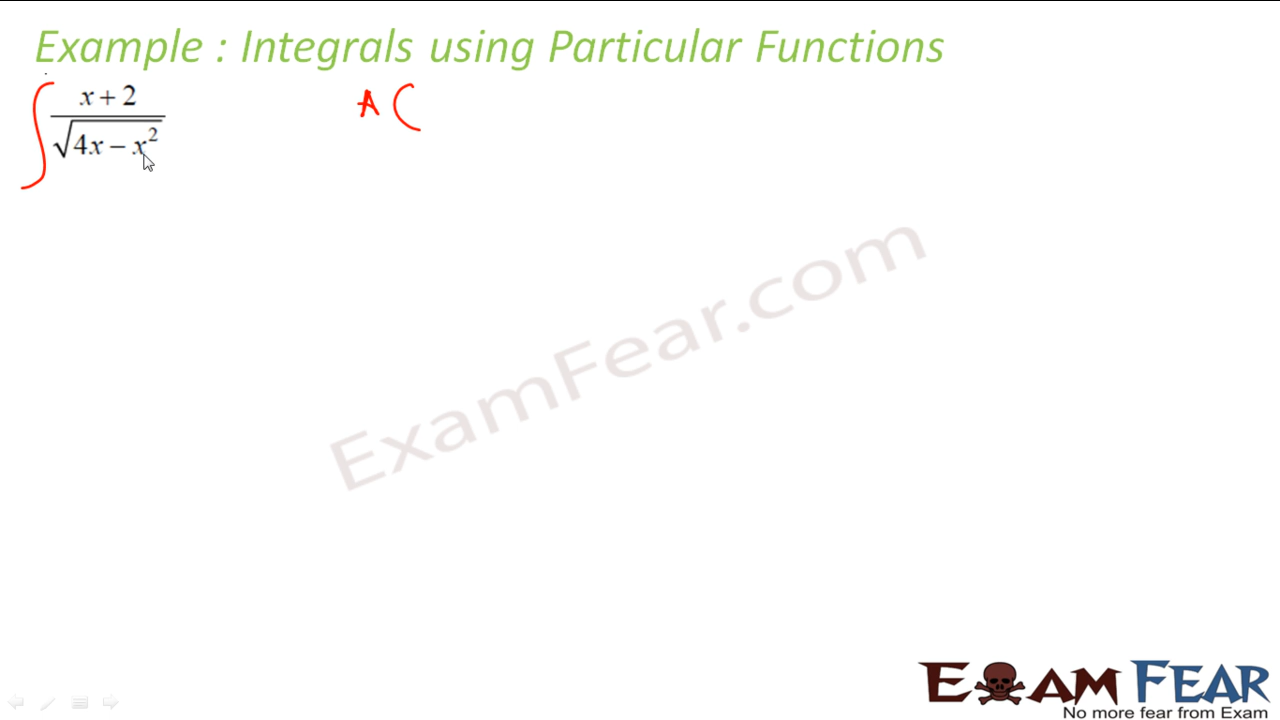 Example : Integrals using Particular Functions
∫ (x + 2) / √(4x − x²)
A (
ExamFear.com
EXAM FEAR
No more fear from Exam